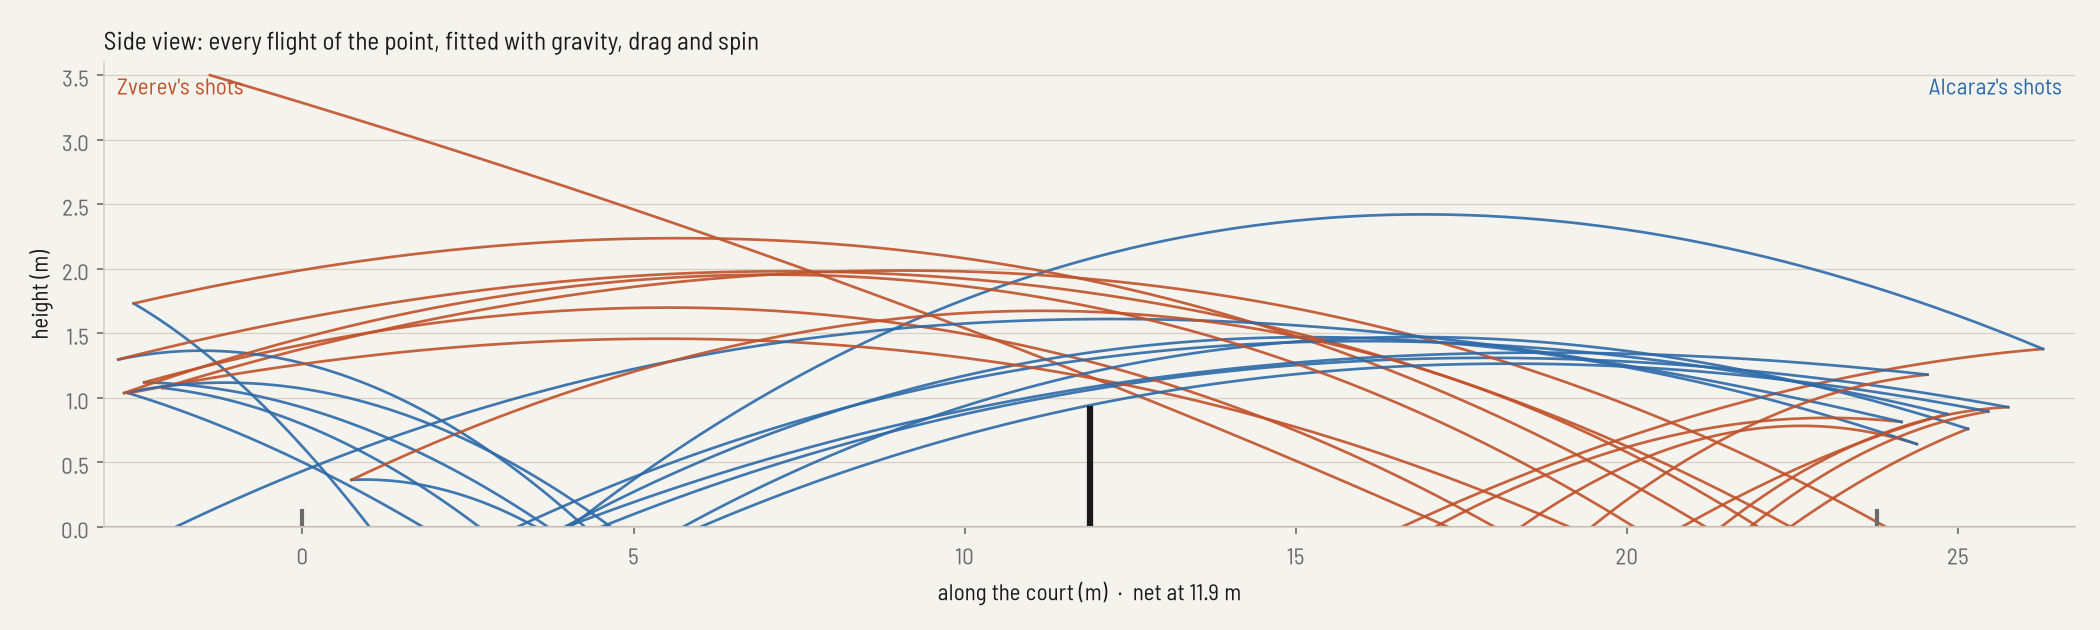 Side view: every flight of the point, fitted with gravity, drag and spin
Zverev's shots
Alcaraz's shots
height (m)
3.5
3.0
2.5
2.0
1.5
1.0
0.5
0.0
0 5 10 15 20 25
along the court (m) · net at 11.9 m